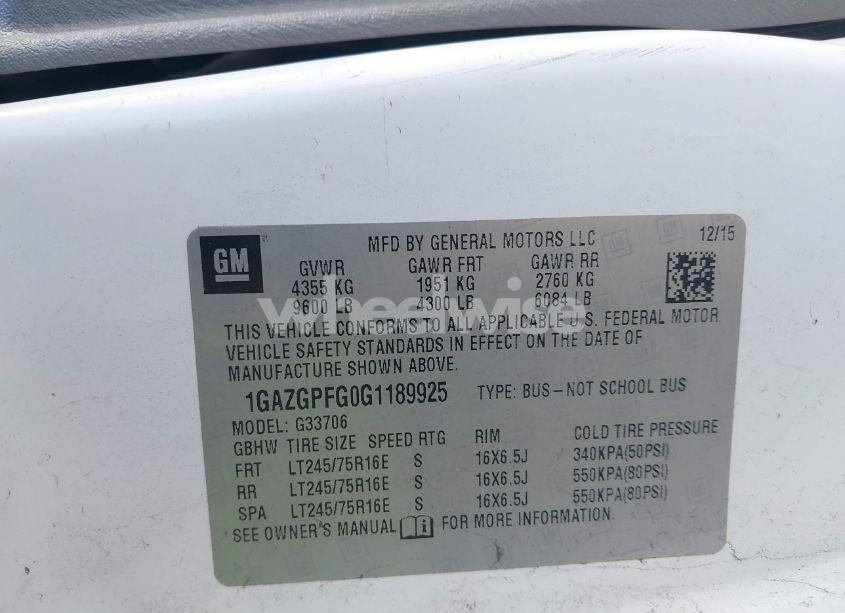 GM
MFD BY GENERAL MOTORS LLC 12/15
GVWR GAWR FRT GAWR RR
4355 KG 1951 KG 2760 KG
9600 LB 4300 LB 6084 LB
wheelwise
THIS VEHICLE CONFORMS TO ALL APPLICABLE U.S. FEDERAL MOTOR
VEHICLE SAFETY STANDARDS IN EFFECT ON THE DATE OF
MANUFACTURE SHOWN ABOVE.
1GAZGPFG0G1189925 TYPE: BUS-NOT SCHOOL BUS
MODEL: G33706
GBHW TIRE SIZE SPEED RTG RIM COLD TIRE PRESSURE
FRT LT245/75R16E S 16X6.5J 340KPA(50PSI)
RR LT245/75R16E S 16X6.5J 550KPA(80PSI)
SPA LT245/75R16E S 16X6.5J 550KPA(80PSI)
SEE OWNER'S MANUAL i FOR MORE INFORMATION.